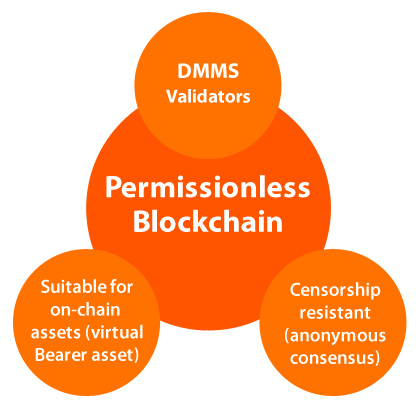 DMMS
Validators
Permissionless
Blockchain
Suitable for
on-chain
assets (virtual
Bearer asset)
Censorship
resistant
(anonymous
consensus)